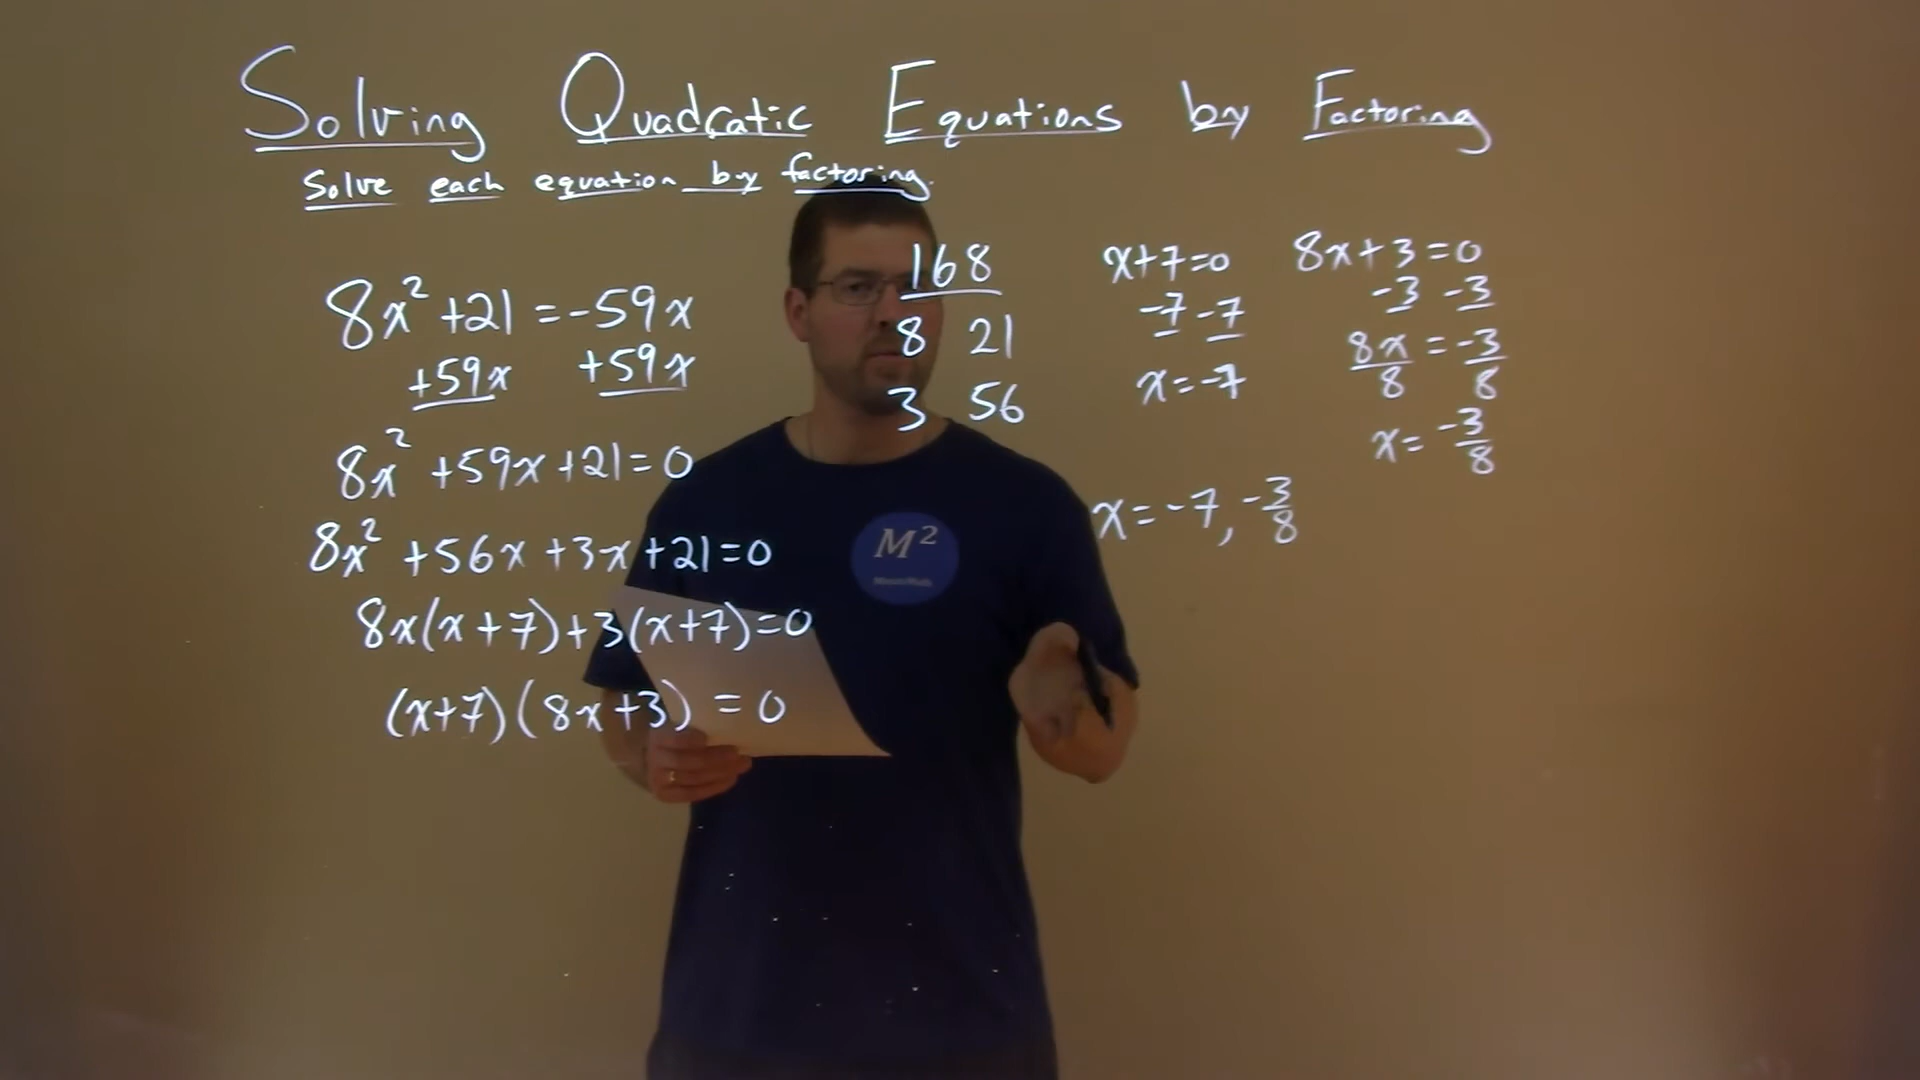 Solving Quadratic Equations by Factoring
Solve each equation by factoring.
8x² +21 = -59x
+59x +59x
8x² +59x +21 = 0
8x² +56x +3x +21 = 0
8x(x+7)+3(x+7)=0
(x+7)(8x+3) = 0
168
8 21
3 56
x+7=0
-7 -7
x=-7
8x+3=0
-3 -3
8x/8 = -3/8
x= -3/8
x=-7, -3/8
M²